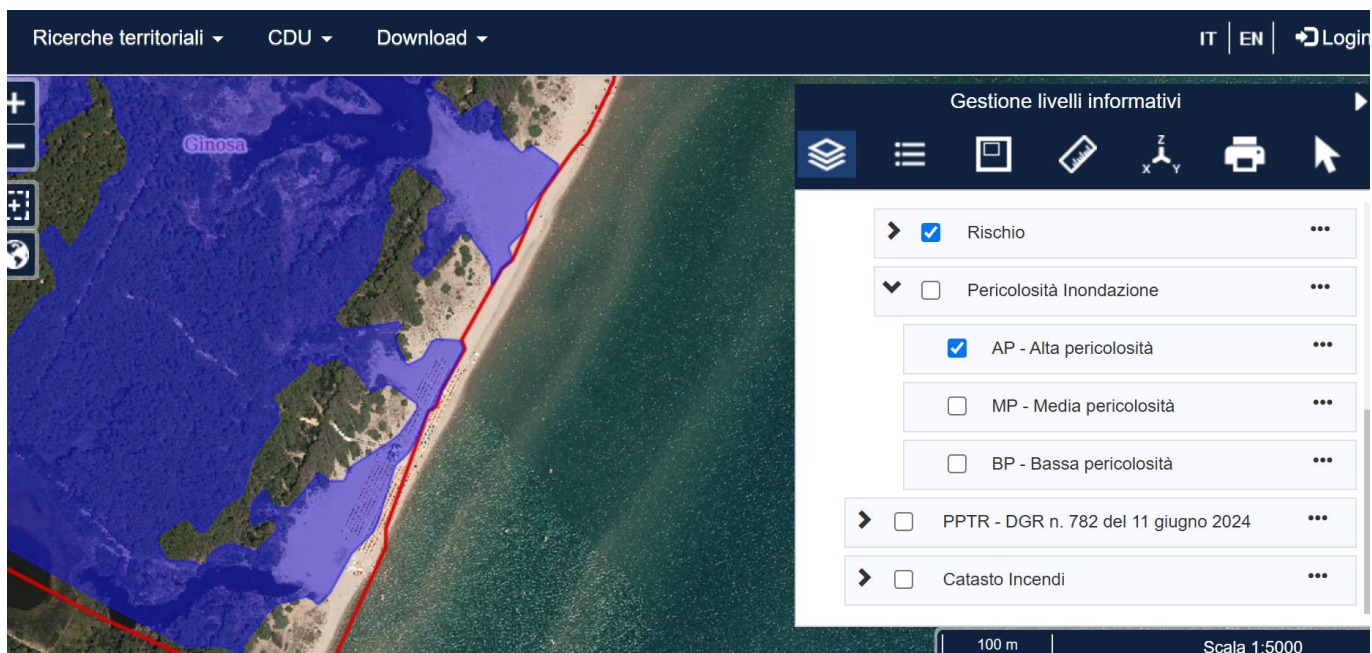 Ricerche territoriali CDU Download IT EN Login
Gestione livelli informativi
Z
X Y
Ginosa
Rischio
Pericolosità Inondazione
AP - Alta pericolosità
MP - Media pericolosità
BP - Bassa pericolosità
PPTR - DGR n. 782 del 11 giugno 2024
Catasto Incendi
100 m Scala 1:5000